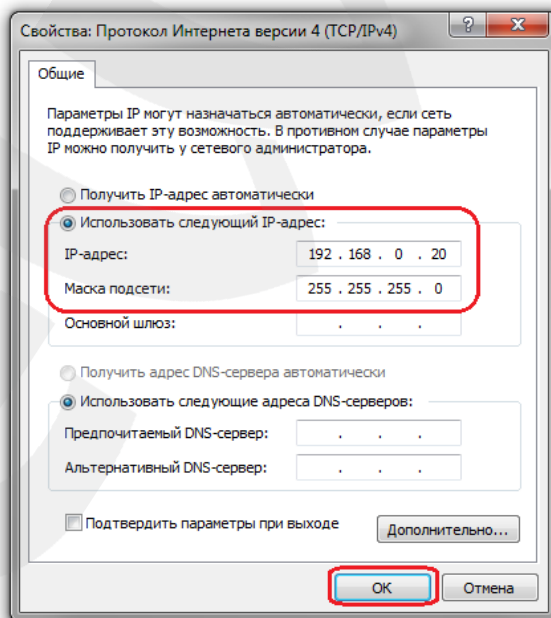 Свойства: Протокол Интернета версии 4 (TCP/IPv4)
Общие
Параметры IP могут назначаться автоматически, если сеть
поддерживает эту возможность. В противном случае параметры
IP можно получить у сетевого администратора.
Получить IP-адрес автоматически
Использовать следующий IP-адрес:
IP-адрес: 192 . 168 . 0 . 20
Маска подсети: 255 . 255 . 255 . 0
Основной шлюз: . . .
Получить адрес DNS-сервера автоматически
Использовать следующие адреса DNS-серверов:
Предпочитаемый DNS-сервер: . . .
Альтернативный DNS-сервер: . . .
Подтвердить параметры при выходе
Дополнительно...
ОК Отмена